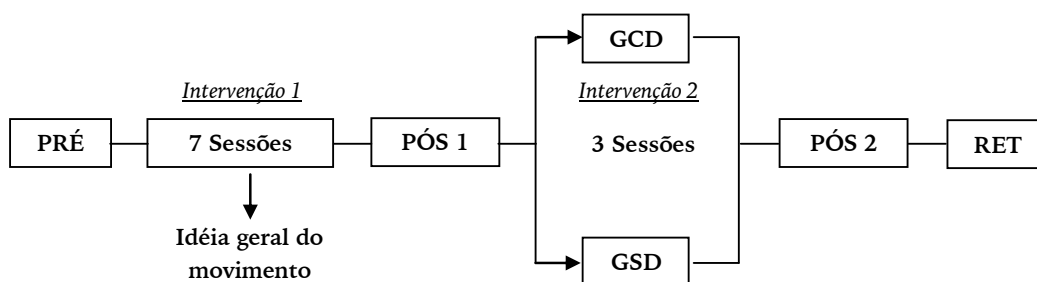 GCD
Intervenção 1
Intervenção 2
PRÉ
7 Sessões
PÓS 1
3 Sessões
PÓS 2
RET
Idéia geral do
movimento
GSD